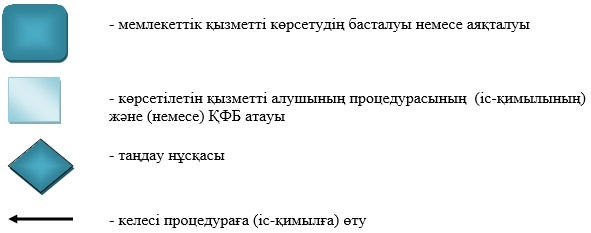 - мемлекеттік қызметті көрсетудің басталуы немесе аяқталуы
- көрсетілетін қызметті алушының процедурасының (іс-қимылының)
және (немесе) ҚФБ атауы
- таңдау нұсқасы
- келесі процедураға (іс-қимылға) өту